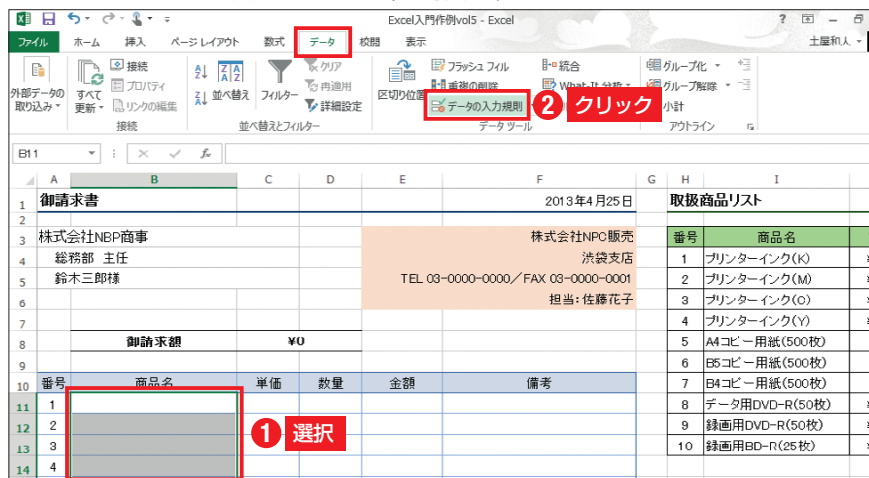 Excel入門作例vol5 - Excel
ファイル ホーム 挿入 ページレイアウト 数式 データ 校閲 表示 土屋和人
外部データの取り込み すべて更新 接続 プロパティ リンクの編集 並べ替え フィルター クリア 再適用 詳細設定 区切り位置 フラッシュ フィル 重複の削除 データの入力規則 統合 What-If 分析 グループ化 グループ解除 小計
接続 並べ替えとフィルター データ ツール アウトライン
2 クリック
B11 fx
A B C D E F G H I
1 御請求書 2013年4月25日 取扱商品リスト
2
3 株式会社NBP商事 株式会社NPC販売 番号 商品名
4 総務部 主任 渋袋支店 1 プリンターインク(K)
5 鈴木三郎様 TEL 03-0000-0000/FAX 03-0000-0001 2 プリンターインク(M)
6 担当:佐藤花子 3 プリンターインク(C)
7 4 プリンターインク(Y)
8 御請求額 ¥0 5 A4コピー用紙(500枚)
9 6 B5コピー用紙(500枚)
10 番号 商品名 単価 数量 金額 備考 7 B4コピー用紙(500枚)
11 1 8 データ用DVD-R(50枚)
12 2 9 録画用DVD-R(50枚)
1 選択
13 3 10 録画用BD-R(25枚)
14 4